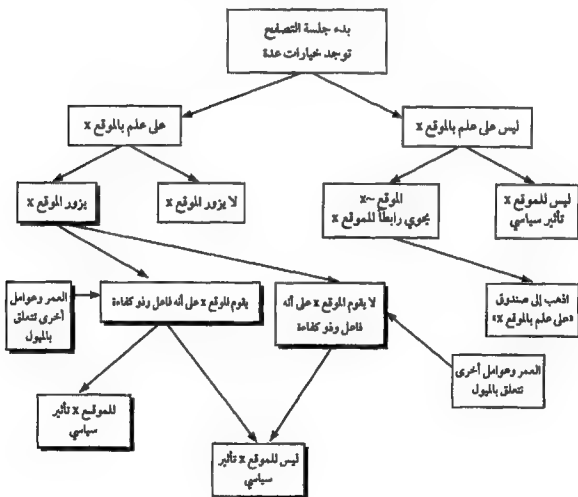 بدء جلسة التصفح
توجد خيارات عدة
على علم بالموقع x
ليس على علم بالموقع x
يزور الموقع x
لا يزور الموقع x
الموقع ~x
يحوي رابطاً للموقع x
ليس للموقع x
تأثير سياسي
العمر وعوامل
أخرى تتعلق
بالميول
يقوم الموقع x على أنه فاعل وذو كفاءة
لا يقوم الموقع x على أنه
فاعل وذو كفاءة
اذهب إلى صندوق
«على علم بالموقع x»
العمر وعوامل أخرى
تتعلق بالميول
للموقع x تأثير
سياسي
ليس للموقع x تأثير
سياسي